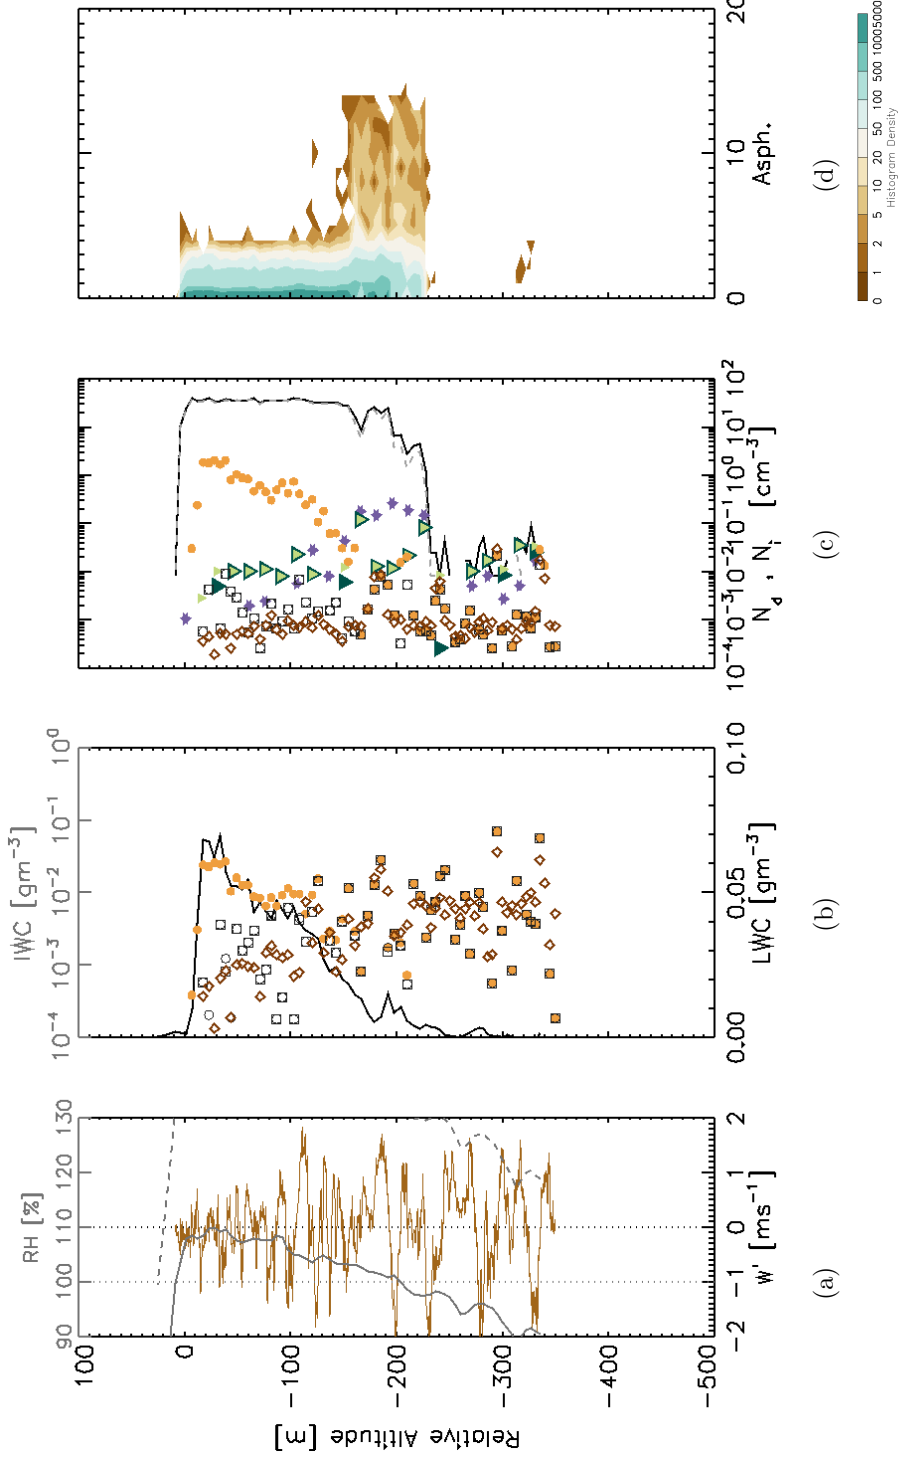 Relative Altitude [m]
100
0
−100
−200
−300
−400
−500
RH [%]
90 100 110 120 130
−2 −1 0 1 2
w' [ms⁻¹]
(a)
IWC [gm⁻³]
10⁻⁴ 10⁻³ 10⁻² 10⁻¹ 10⁰
0.00 0.05 0.10
LWC [gm⁻³]
(b)
10⁻⁴ 10⁻³ 10⁻² 10⁻¹ 10⁰ 10¹ 10²
N_d , N_i [cm⁻³]
(c)
0 10 20
Asph.
(d)
0 1 2 5 10 20 50 100 500 1000 5000
Histogram Density